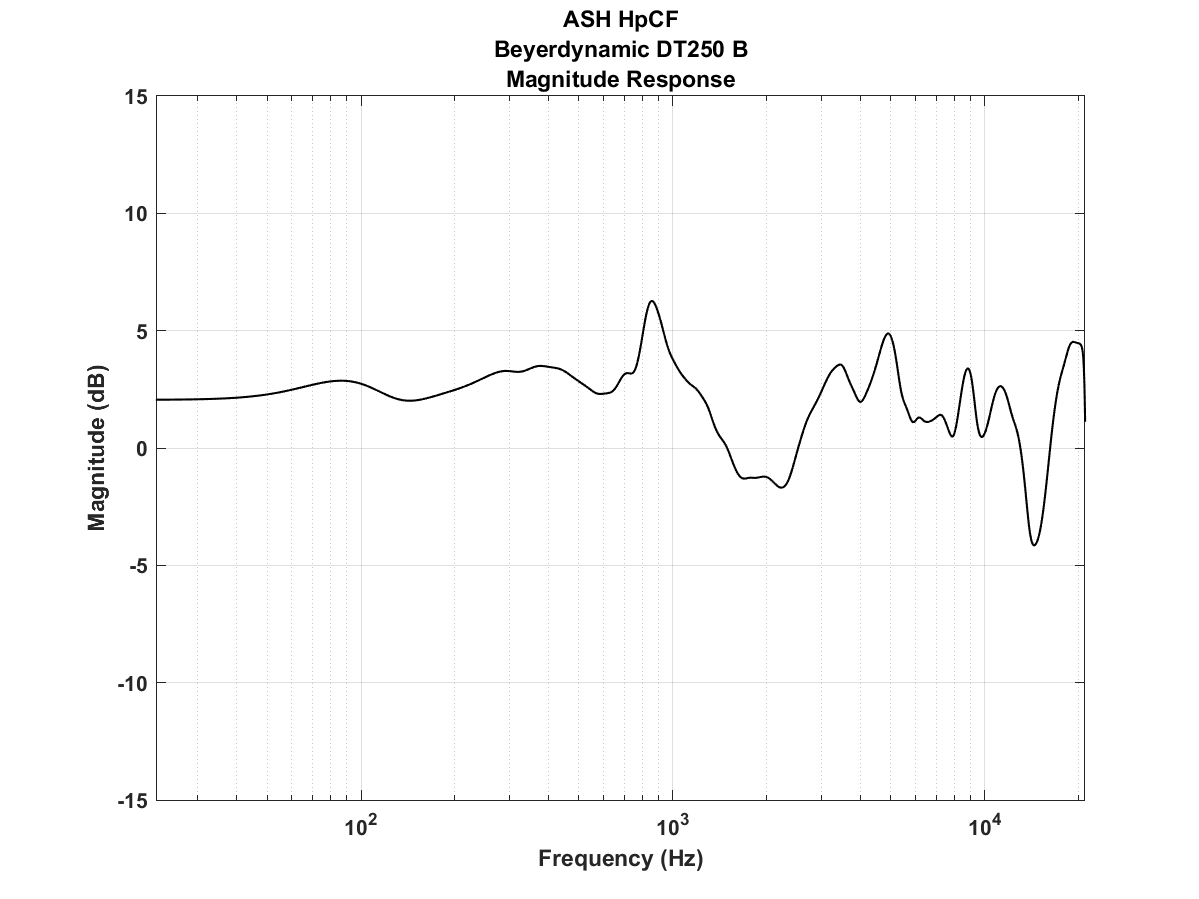 ASH HpCF
Beyerdynamic DT250 B
Magnitude Response
15
10
5
0
-5
-10
-15
Magnitude (dB)
10² 10³ 10⁴
Frequency (Hz)